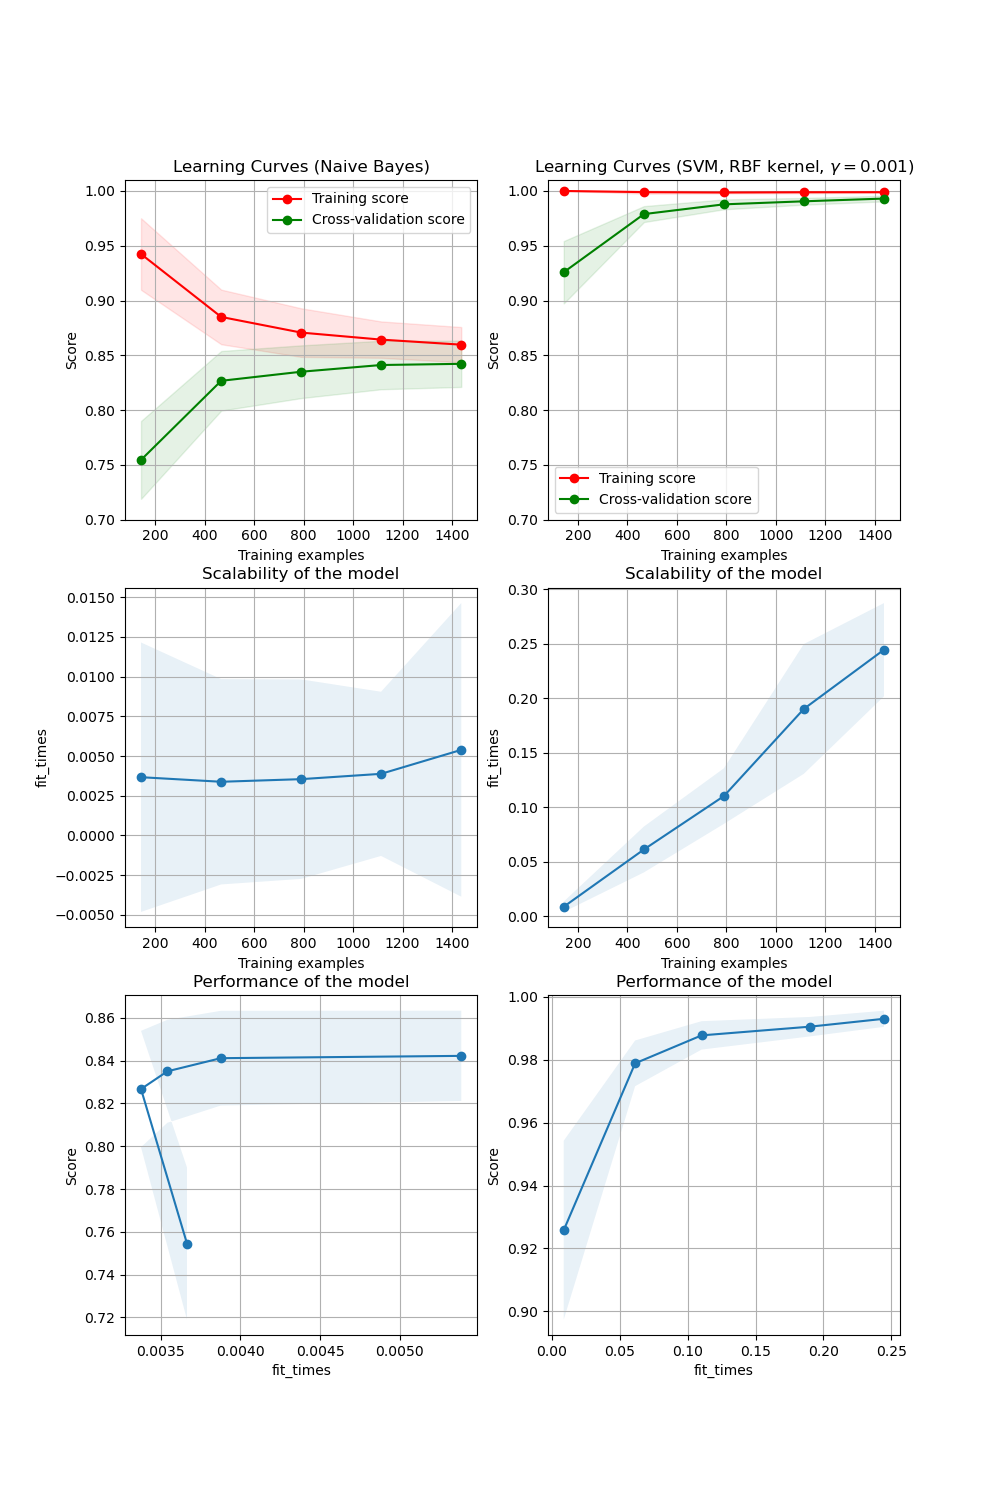 Learning Curves (Naive Bayes)
1.00
0.95
0.90
0.85
0.80
0.75
0.70
Score
Training score
Cross-validation score
200 400 600 800 1000 1200 1400
Training examples
Learning Curves (SVM, RBF kernel, γ = 0.001)
1.00
0.95
0.90
0.85
0.80
0.75
0.70
Score
Training score
Cross-validation score
200 400 600 800 1000 1200 1400
Training examples
Scalability of the model
0.0150
0.0125
0.0100
0.0075
0.0050
0.0025
0.0000
−0.0025
−0.0050
fit_times
200 400 600 800 1000 1200 1400
Training examples
Scalability of the model
0.30
0.25
0.20
0.15
0.10
0.05
0.00
fit_times
200 400 600 800 1000 1200 1400
Training examples
Performance of the model
0.86
0.84
0.82
0.80
0.78
0.76
0.74
0.72
Score
0.0035 0.0040 0.0045 0.0050
fit_times
Performance of the model
1.00
0.98
0.96
0.94
0.92
0.90
Score
0.00 0.05 0.10 0.15 0.20 0.25
fit_times